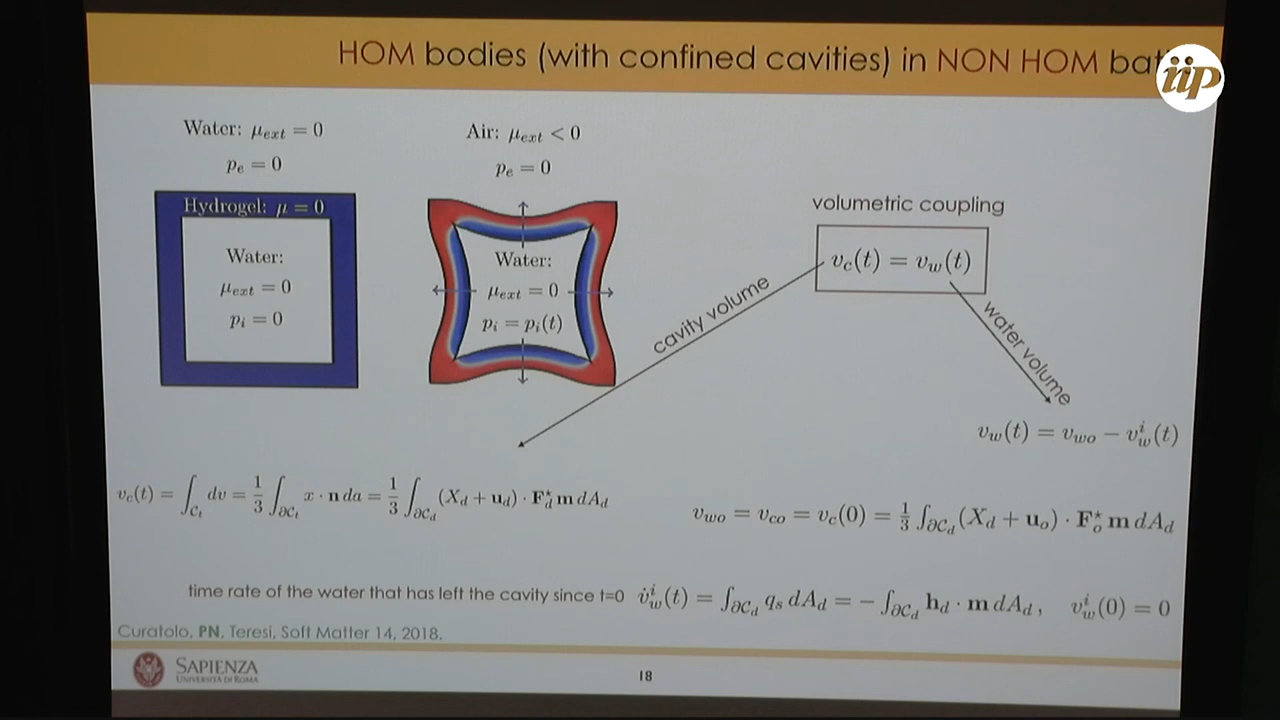 HOM bodies (with confined cavities) in NON HOM
iip
Water: μ_ext = 0
p_e = 0
Hydrogel: μ = 0
Water:
μ_ext = 0
p_i = 0
Air: μ_ext < 0
p_e = 0
Water:
μ_ext = 0
p_i = p_i(t)
volumetric coupling
v_c(t) = v_w(t)
cavity volume
water volume
v_w(t) = v_wo − v_w^i(t)
v_c(t) = ∫_{C_t} dv = 1/3 ∫_{∂C_t} x · n da = 1/3 ∫_{∂C_d} (X_d + u_d) · F_d^⋆ m dA_d
v_wo = v_co = v_c(0) = 1/3 ∫_{∂C_d} (X_d + u_o) · F_o^⋆ m dA_d
time rate of the water that has left the cavity since t=0 v̇_w^i(t) = ∫_{∂C_d} q_s dA_d = − ∫_{∂C_d} h_d · m dA_d , v_w^i(0) = 0
Curatolo, PN, Teresi, Soft Matter 14, 2018.
SAPIENZA
UNIVERSITÀ DI ROMA
18